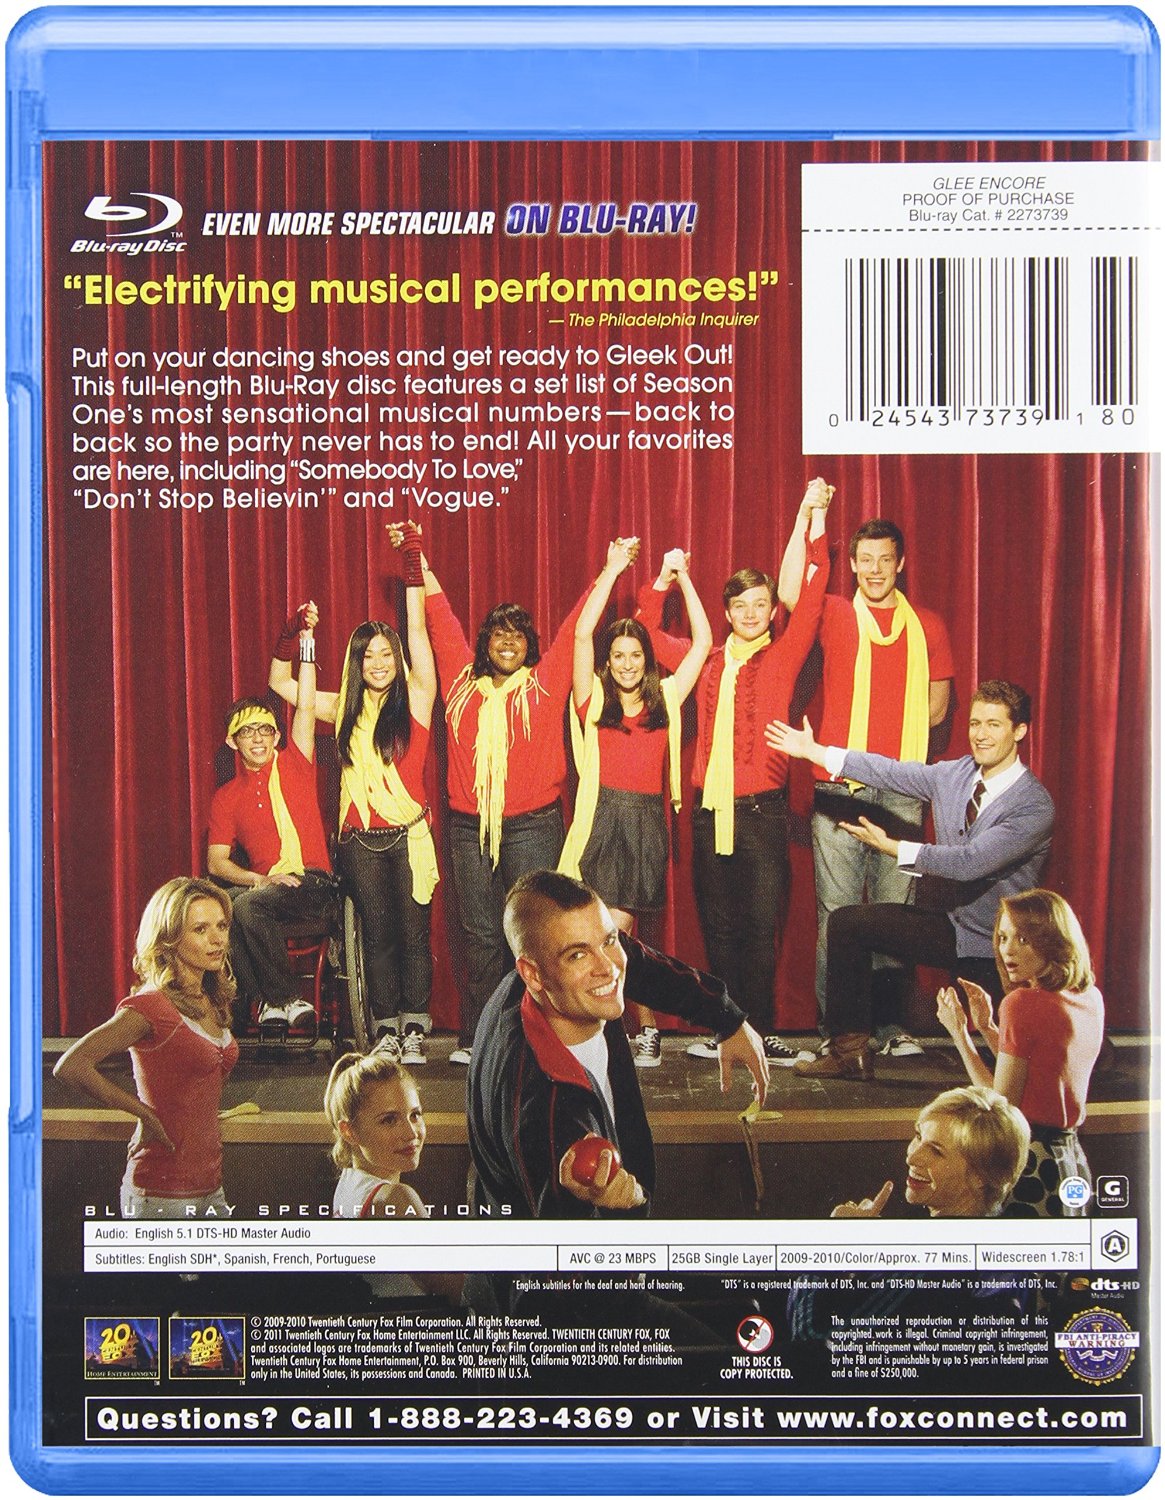 Blu-ray Disc™
EVEN MORE SPECTACULAR ON BLU-RAY!
GLEE ENCORE
PROOF OF PURCHASE
Blu-ray Cat. # 2273739
0 24543 73739 1 80
“Electrifying musical performances!”
— The Philadelphia Inquirer
Put on your dancing shoes and get ready to Gleek Out!
This full-length Blu-Ray disc features a set list of Season
One’s most sensational musical numbers—back to
back so the party never has to end! All your favorites
are here, including “Somebody To Love,”
“Don’t Stop Believin’” and “Vogue.”
PG
G
GENERAL
BLU-RAY SPECIFICATIONS
Audio: English 5.1 DTS-HD Master Audio
Subtitles: English SDH*, Spanish, French, Portuguese
AVC @ 23 MBPS
25GB Single Layer
2009-2010/Color/Approx. 77 Mins.
Widescreen 1.78:1
A
*English subtitles for the deaf and hard of hearing.
“DTS” is a registered trademark of DTS, Inc. and “DTS-HD Master Audio” is a trademark of DTS, Inc.
dts-HD
Master Audio
20
HOME ENTERTAINMENT
TM
20
TM
© 2009-2010 Twentieth Century Fox Film Corporation. All Rights Reserved.
© 2011 Twentieth Century Fox Home Entertainment LLC. All Rights Reserved. TWENTIETH CENTURY FOX, FOX
and associated logos are trademarks of Twentieth Century Fox Film Corporation and its related entities.
Twentieth Century Fox Home Entertainment, P.O. Box 900, Beverly Hills, California 90213-0900. For distribution
only in the United States, its possessions and Canada. PRINTED IN U.S.A.
THIS DISC IS
COPY PROTECTED.
The unauthorized reproduction or distribution of this
copyrighted work is illegal. Criminal copyright infringement,
including infringement without monetary gain, is investigated
by the FBI and is punishable by up to 5 years in federal prison
and a fine of $250,000.
FBI ANTI-PIRACY
WARNING
Questions? Call 1-888-223-4369 or Visit www.foxconnect.com